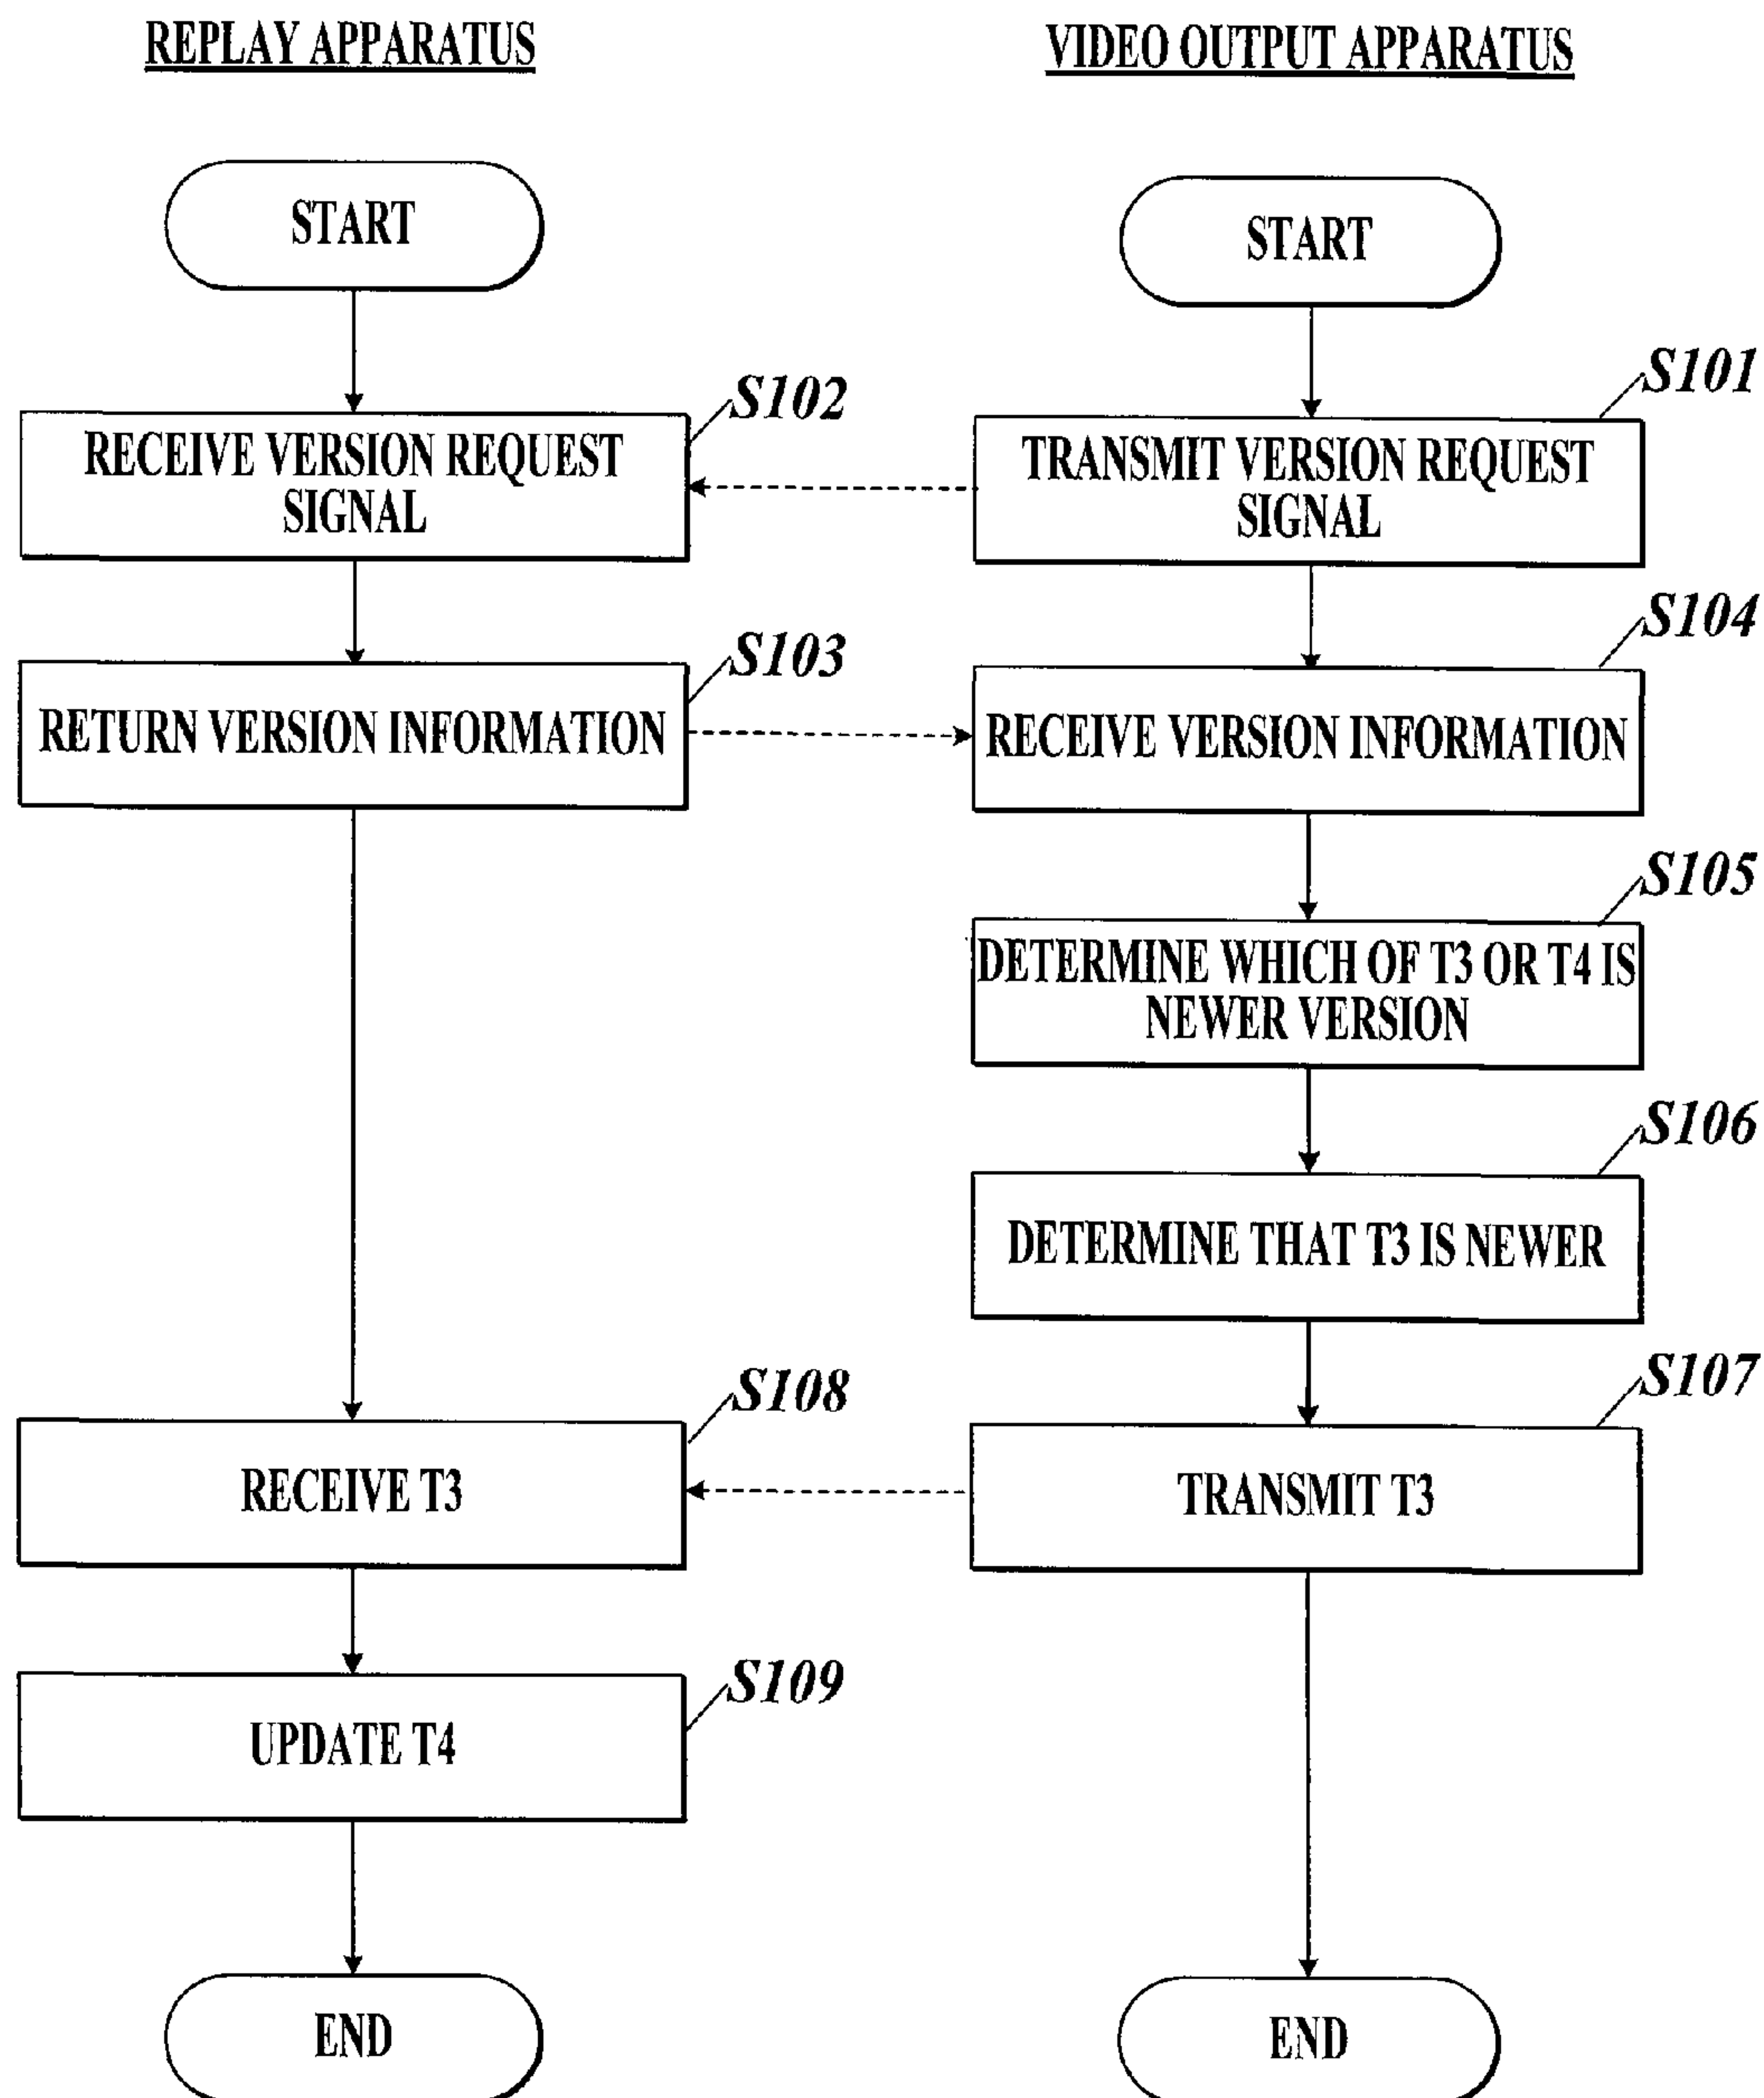 REPLAY APPARATUS
VIDEO OUTPUT APPARATUS
START
START
S102
S101
RECEIVE VERSION REQUEST
SIGNAL
TRANSMIT VERSION REQUEST
SIGNAL
S103
S104
RETURN VERSION INFORMATION
RECEIVE VERSION INFORMATION
S105
DETERMINE WHICH OF T3 OR T4 IS
NEWER VERSION
S106
DETERMINE THAT T3 IS NEWER
S108
S107
RECEIVE T3
TRANSMIT T3
S109
UPDATE T4
END
END